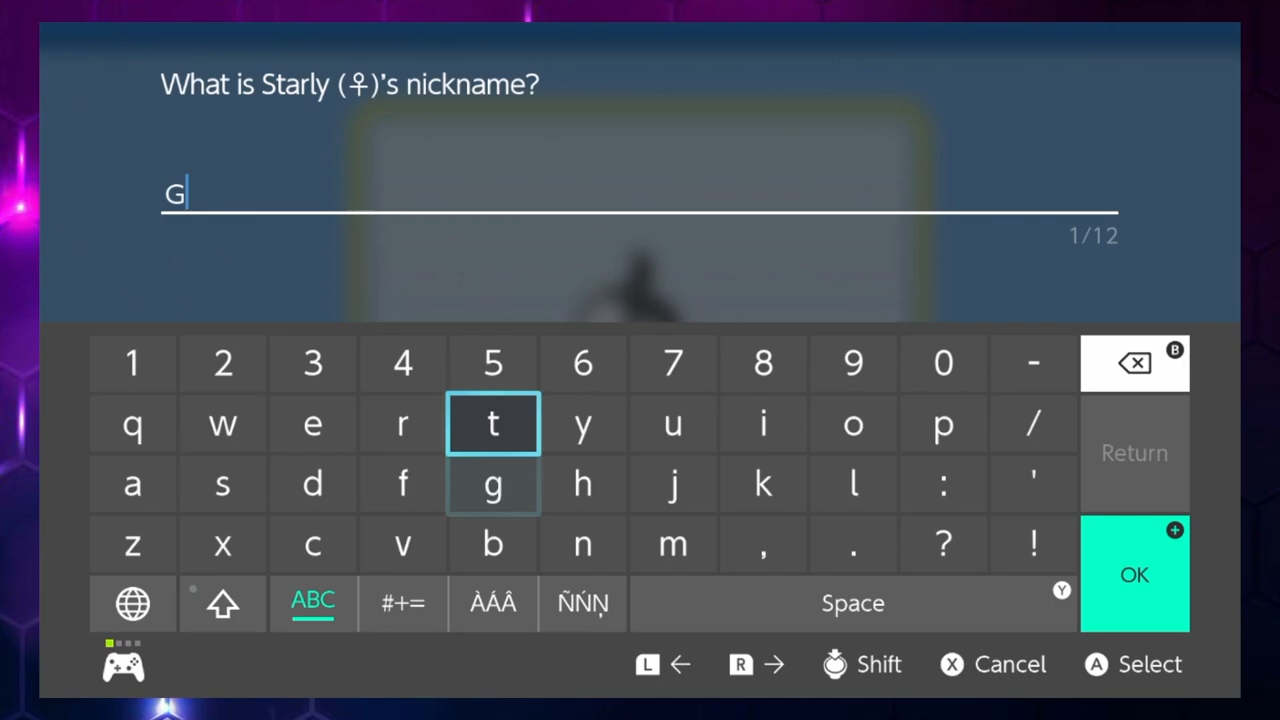 What is Starly (♀)'s nickname?
G
1/12
1 2 3 4 5 6 7 8 9 0 - B
q w e r t y u i o p /
Return
a s d f g h j k l : '
z x c v b n m , . ? ! +
OK
ABC #+= ÀÁÂ ÑŃŅ Space Y
L ← R → Shift X Cancel A Select